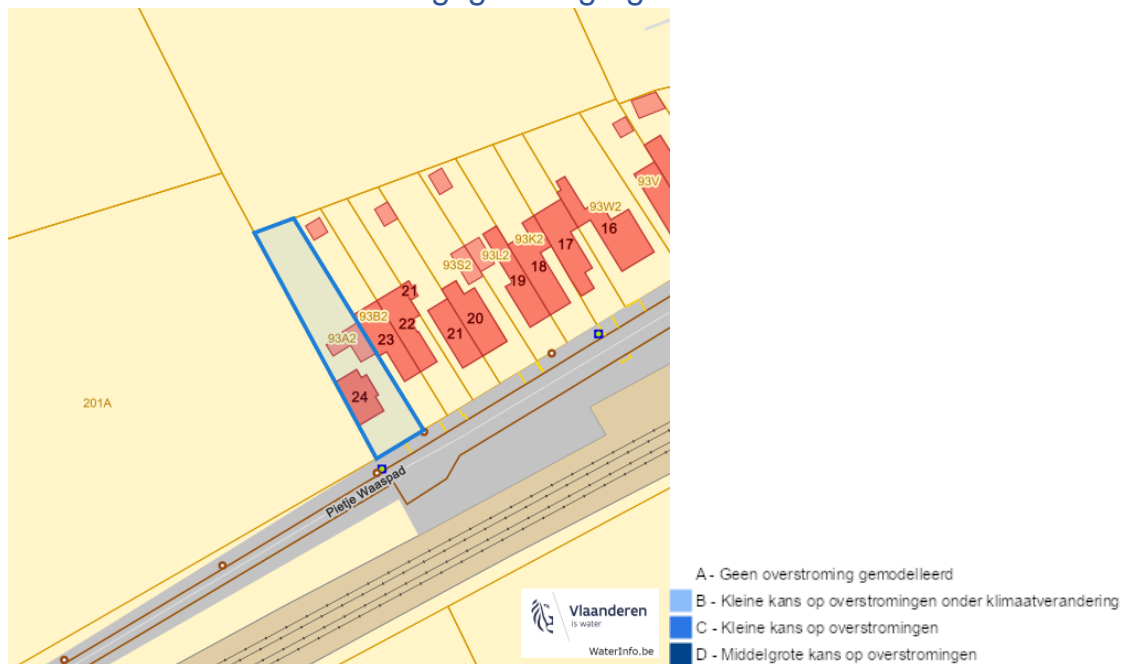 93V
93W2
16
93K2
17
93L2
18
93S2
19
21
20
93B2
22
21
23
93A2
24
201A
Pietje Waaspad
Vlaanderen
is water
WaterInfo.be
A - Geen overstroming gemodelleerd
B - Kleine kans op overstromingen onder klimaatverandering
C - Kleine kans op overstromingen
D - Middelgrote kans op overstromingen